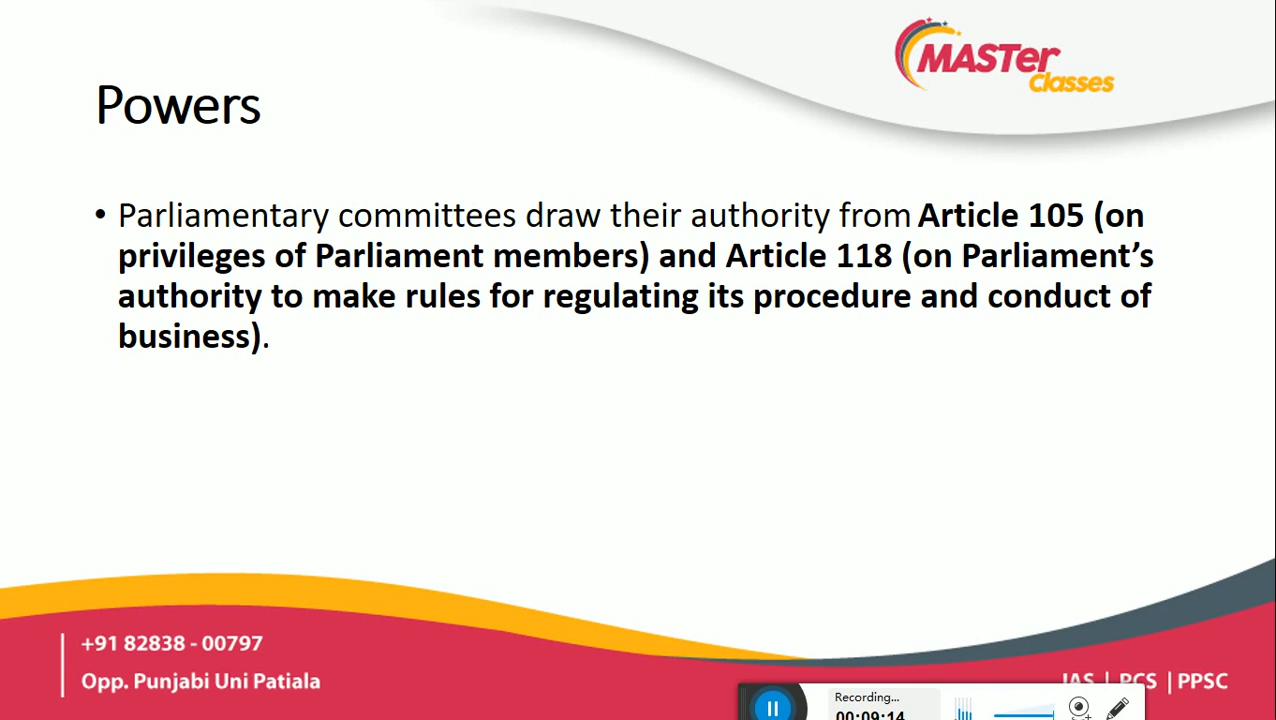 MASTer
Classes
Powers
• Parliamentary committees draw their authority from Article 105 (on
privileges of Parliament members) and Article 118 (on Parliament’s
authority to make rules for regulating its procedure and conduct of
business).
+91 82838 - 00797
Opp. Punjabi Uni Patiala
IAS | PCS | PPSC
Recording...
00:09:14